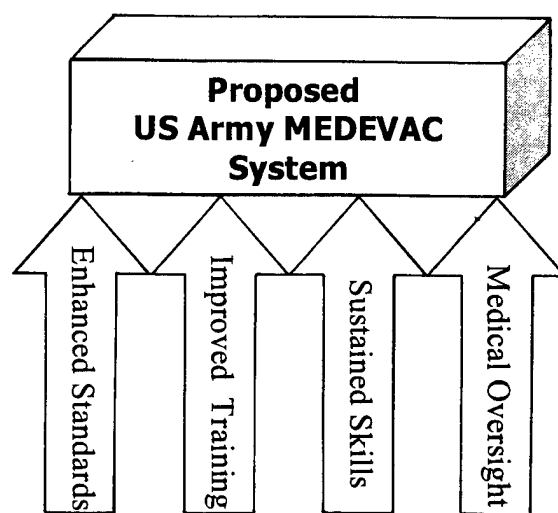 Proposed
US Army MEDEVAC
System
Enhanced Standards
Improved Training
Sustained Skills
Medical Oversight